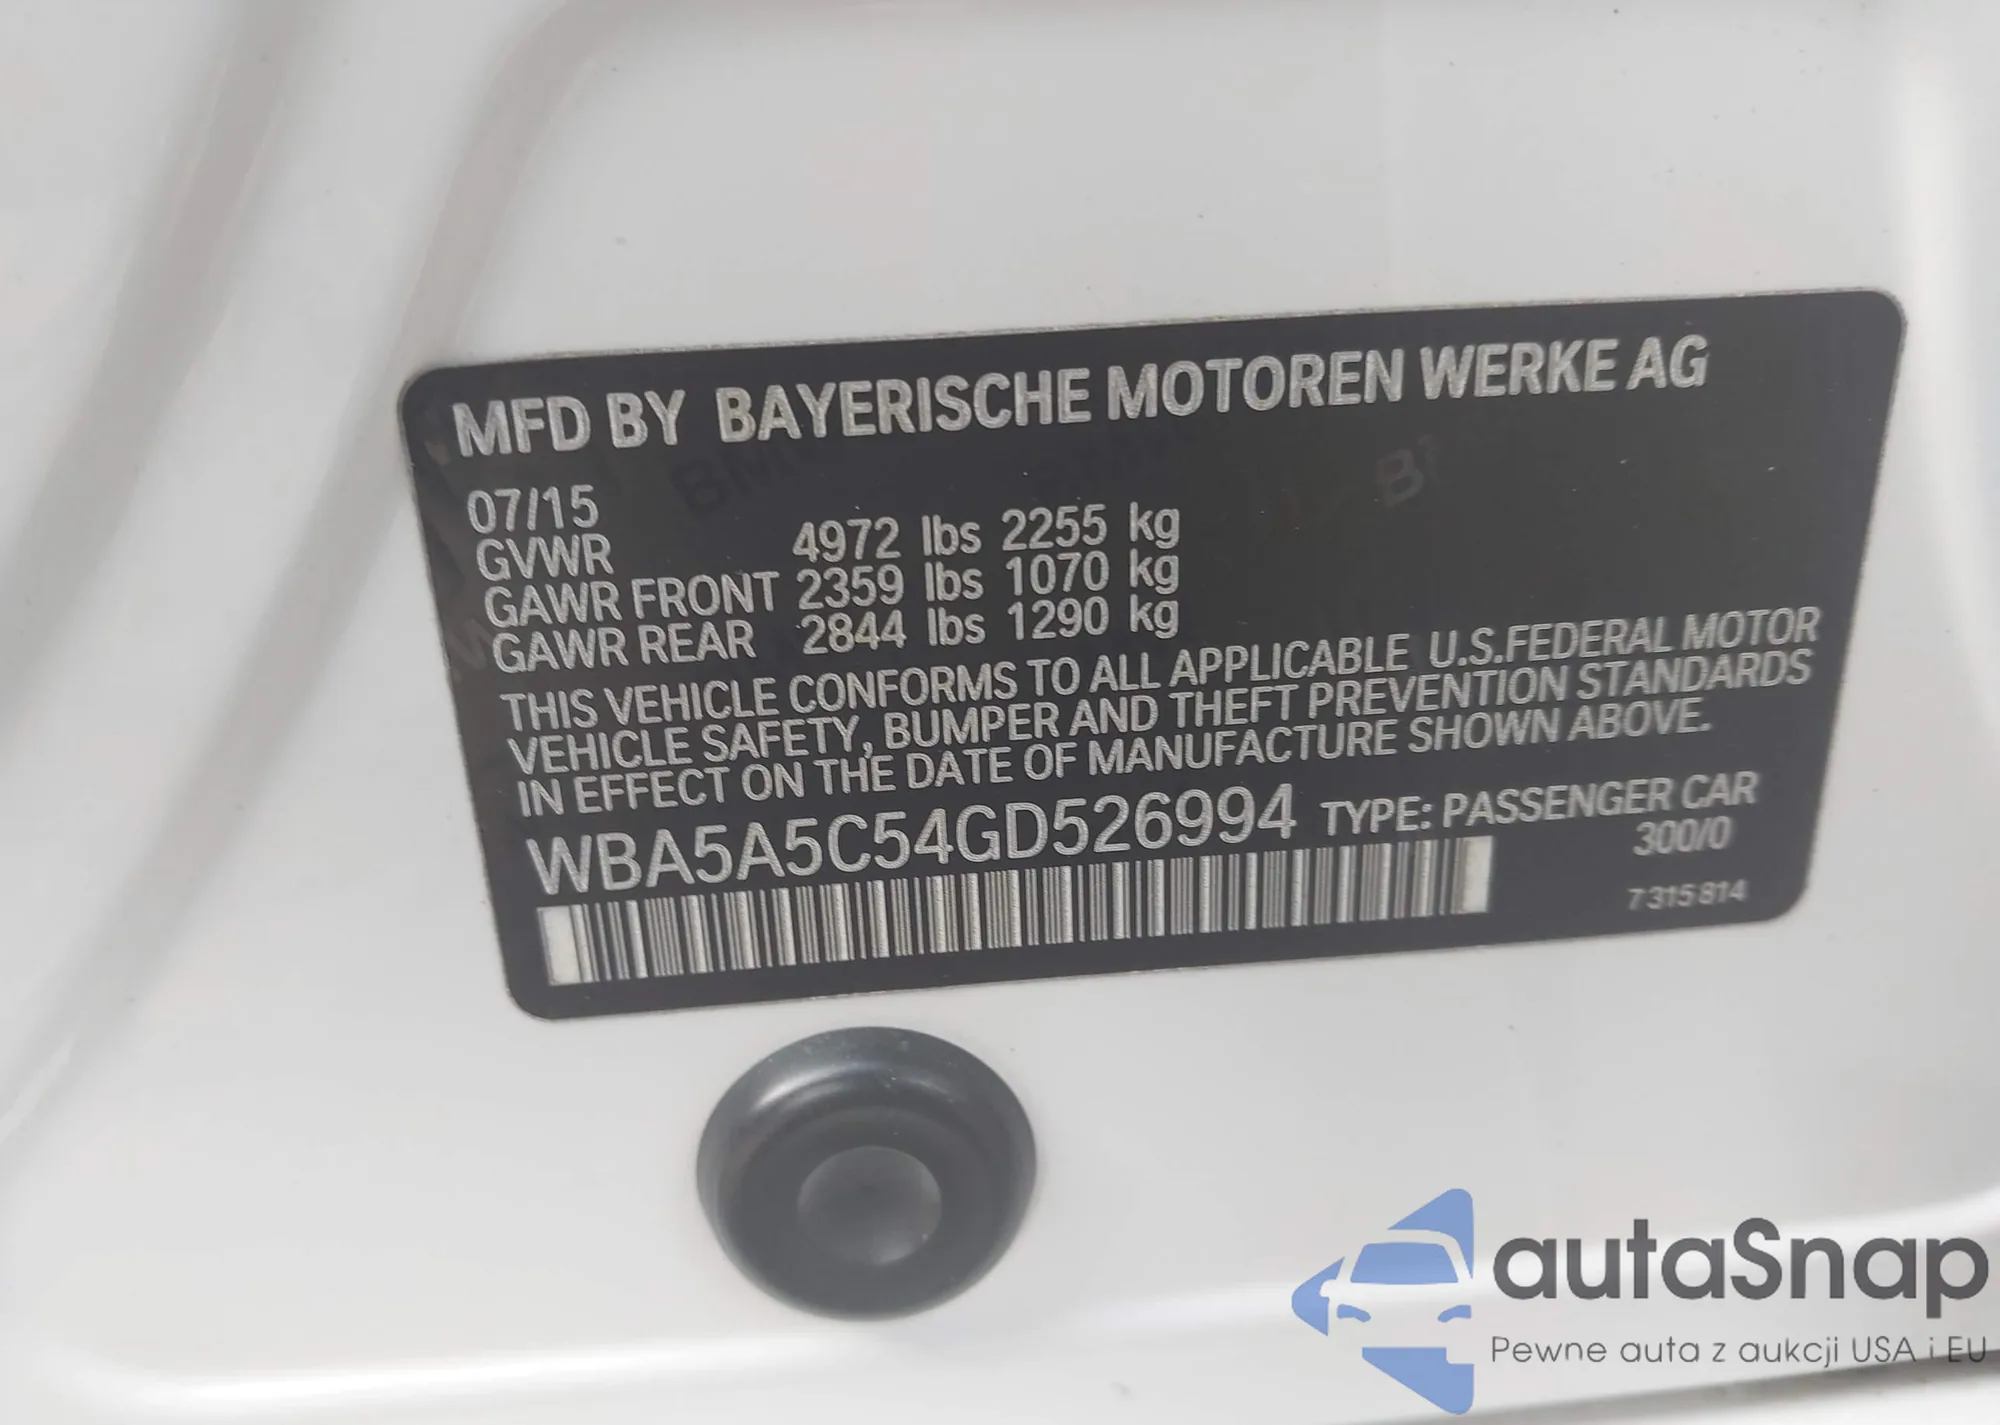 MFD BY BAYERISCHE MOTOREN WERKE AG
07/15
GVWR 4972 lbs 2255 kg
GAWR FRONT 2359 lbs 1070 kg
GAWR REAR 2844 lbs 1290 kg
THIS VEHICLE CONFORMS TO ALL APPLICABLE U.S.FEDERAL MOTOR
VEHICLE SAFETY, BUMPER AND THEFT PREVENTION STANDARDS
IN EFFECT ON THE DATE OF MANUFACTURE SHOWN ABOVE.
WBA5A5C54GD526994 TYPE: PASSENGER CAR
300/0
7 315 814
autaSnap
Pewne auta z aukcji USA i EU